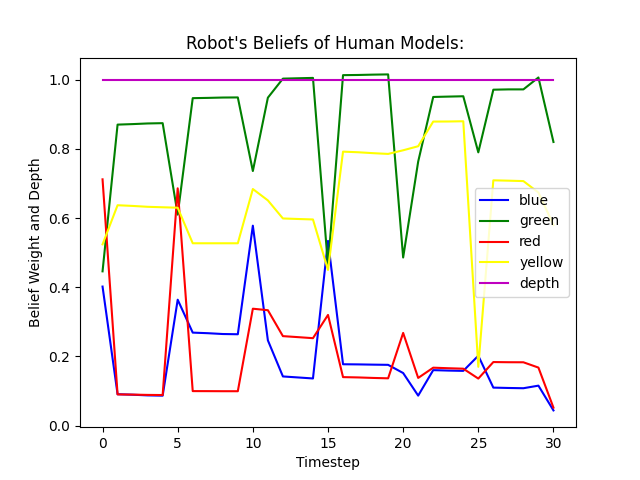 Robot's Beliefs of Human Models:
Belief Weight and Depth
1.0
0.8
0.6
0.4
0.2
0.0
blue
green
red
yellow
depth
0 5 10 15 20 25 30
Timestep